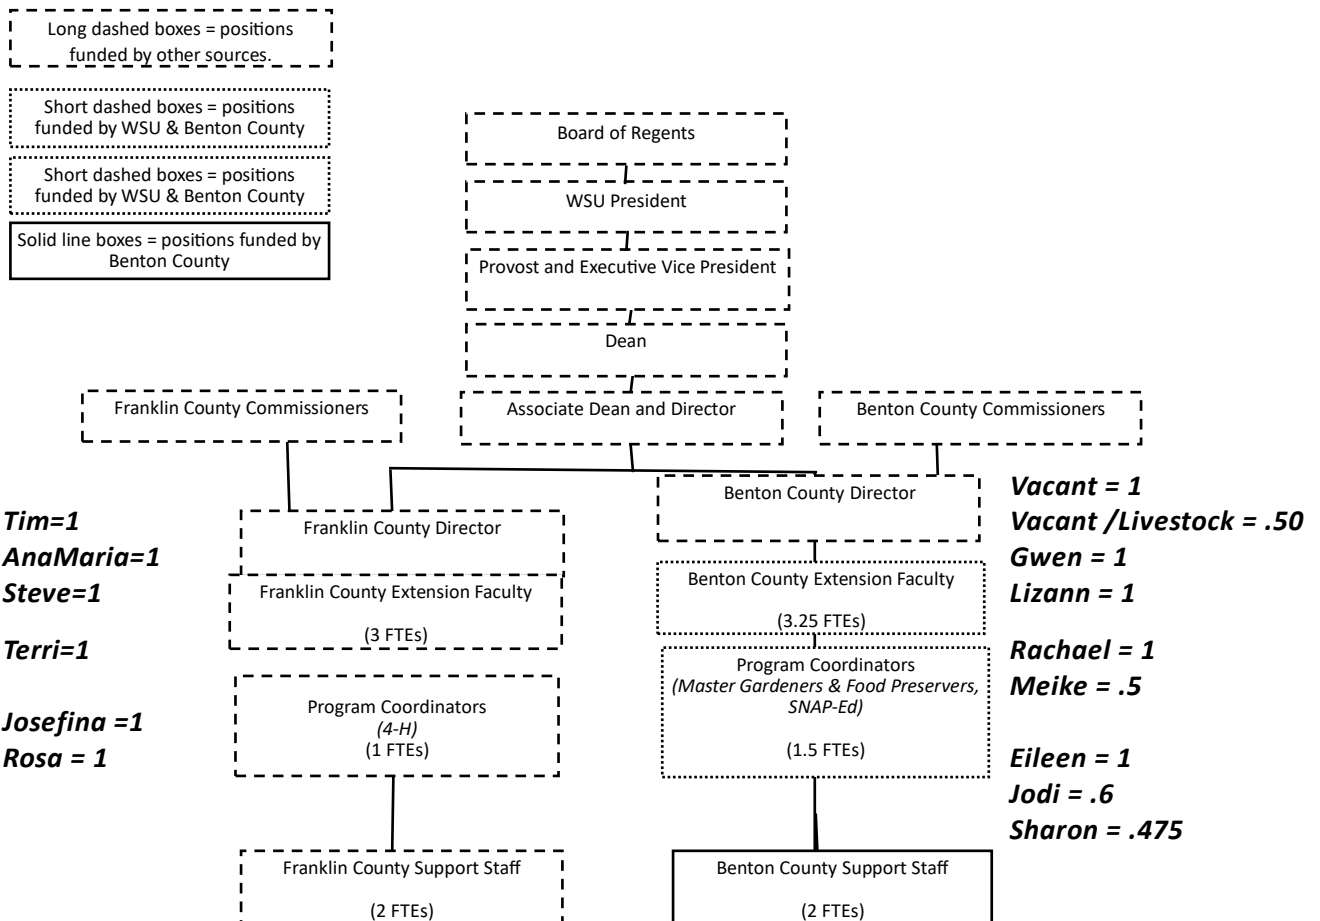 Long dashed boxes = positions
funded by other sources.
Short dashed boxes = positions
funded by WSU & Benton County
Short dashed boxes = positions
funded by WSU & Benton County
Solid line boxes = positions funded by
Benton County
Board of Regents
WSU President
Provost and Executive Vice President
Dean
Franklin County Commissioners
Associate Dean and Director
Benton County Commissioners
Tim=1
AnaMaria=1
Steve=1
Terri=1
Josefina =1
Rosa = 1
Franklin County Director
Franklin County Extension Faculty
(3 FTEs)
Program Coordinators
(4-H)
(1 FTEs)
Franklin County Support Staff
(2 FTEs)
Benton County Director
Benton County Extension Faculty
(3.25 FTEs)
Program Coordinators
(Master Gardeners & Food Preservers,
SNAP-Ed)
(1.5 FTEs)
Benton County Support Staff
(2 FTEs)
Vacant = 1
Vacant /Livestock = .50
Gwen = 1
Lizann = 1
Rachael = 1
Meike = .5
Eileen = 1
Jodi = .6
Sharon = .475